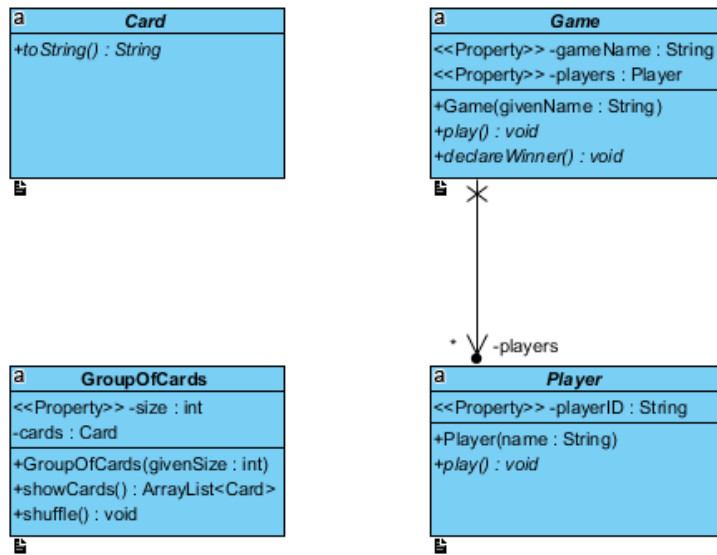 a
Card
+toString() : String
a
Game
<<Property>> -gameName : String
<<Property>> -players : Player
+Game(givenName : String)
+play() : void
+declareWinner() : void
* -players
a
GroupOfCards
<<Property>> -size : int
-cards : Card
+GroupOfCards(givenSize : int)
+showCards() : ArrayList<Card>
+shuffle() : void
a
Player
<<Property>> -playerID : String
+Player(name : String)
+play() : void